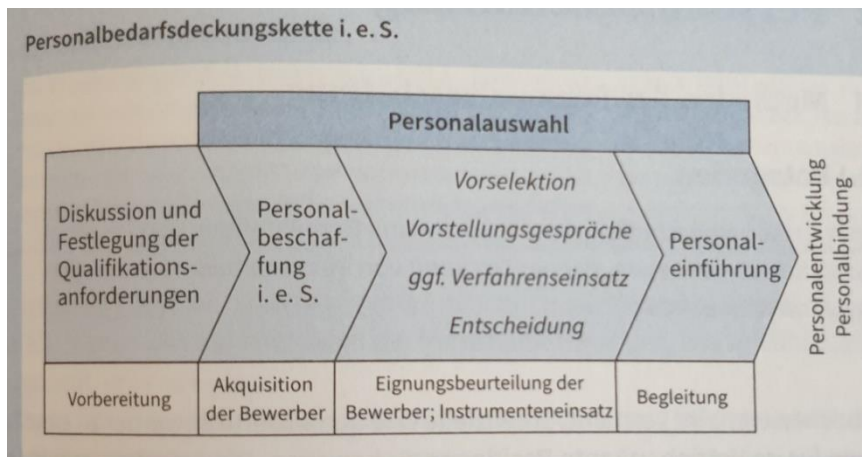 Personalbedarfsdeckungskette i. e. S.
Personalauswahl
Diskussion und
Festlegung der
Qualifikations-
anforderungen
Personal-
beschaf-
fung
i. e. S.
Vorselektion
Vorstellungsgespräche
ggf. Verfahrenseinsatz
Entscheidung
Personal-
einführung
Personalentwicklung
Personalbindung
Vorbereitung
Akquisition
der Bewerber
Eignungsbeurteilung der
Bewerber; Instrumenteneinsatz
Begleitung